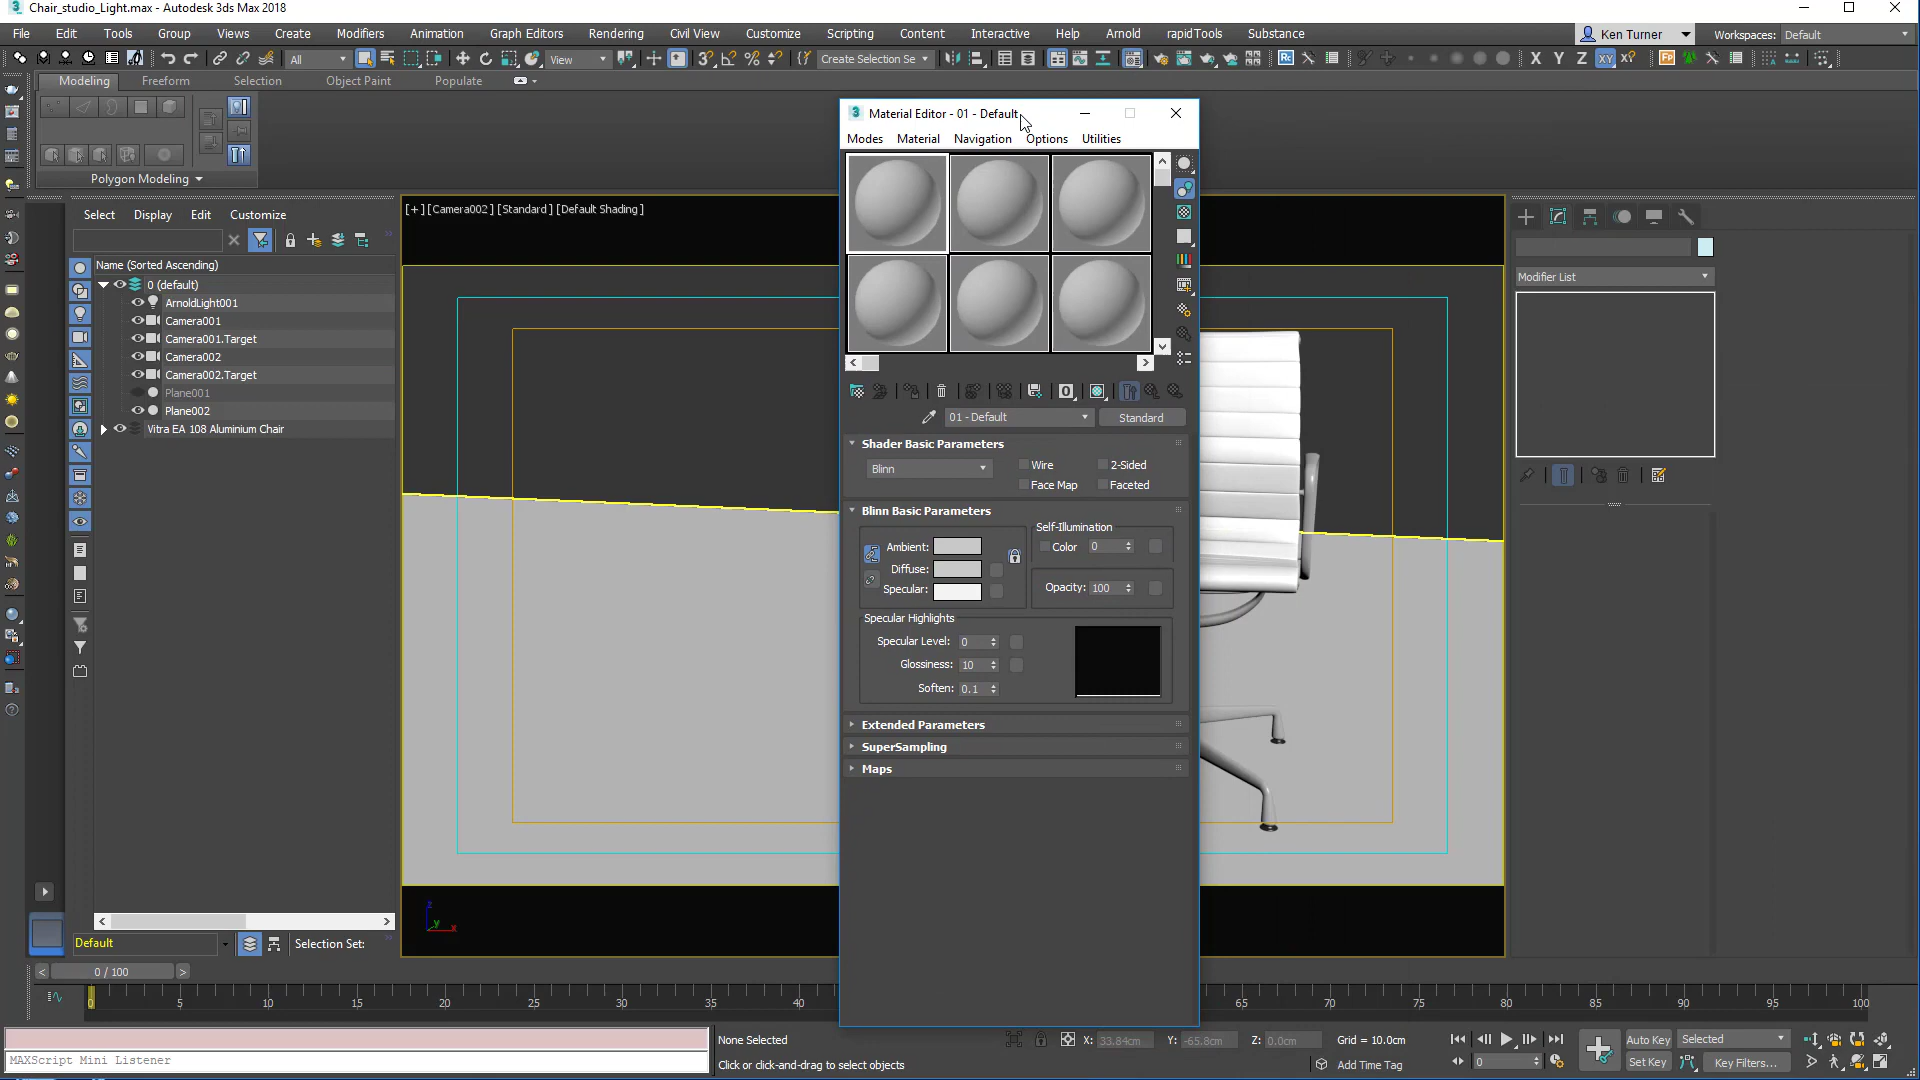 Chair_studio_Light.max - Autodesk 3ds Max 2018
File Edit Tools Group Views Create Modifiers Animation Graph Editors Rendering Civil View Customize Scripting Content Interactive Help Arnold rapidTools Substance Ken Turner Workspaces: Default
All View Create Selection Se X Y Z XY
Modeling Freeform Selection Object Paint Populate
Polygon Modeling
Select Display Edit Customize
Name (Sorted Ascending)
0 (default)
ArnoldLight001
Camera001
Camera001.Target
Camera002
Camera002.Target
Plane001
Plane002
Vitra EA 108 Aluminium Chair
Default Selection Set:
[+] [Camera002 ] [Standard ] [Default Shading ]
z
y
x
Material Editor - 01 - Default
Modes Material Navigation Options Utilities
01 - Default Standard
Shader Basic Parameters
Blinn Wire 2-Sided
Face Map Faceted
Blinn Basic Parameters
Self-Illumination
Ambient: Color 0
Diffuse:
Specular: Opacity: 100
Specular Highlights
Specular Level: 0
Glossiness: 10
Soften: 0.1
Extended Parameters
SuperSampling
Maps
Modifier List
< 0 / 100 >
0 5 10 15 20 25 30 35 40 65 70 75 80 85 90 95 100
None Selected X: 33.84cm Y: -65.8cm Z: 0.0cm Grid = 10.0cm Auto Key Selected
MAXScript Mini Listener Click or click-and-drag to select objects Add Time Tag 0 Set Key Key Filters...